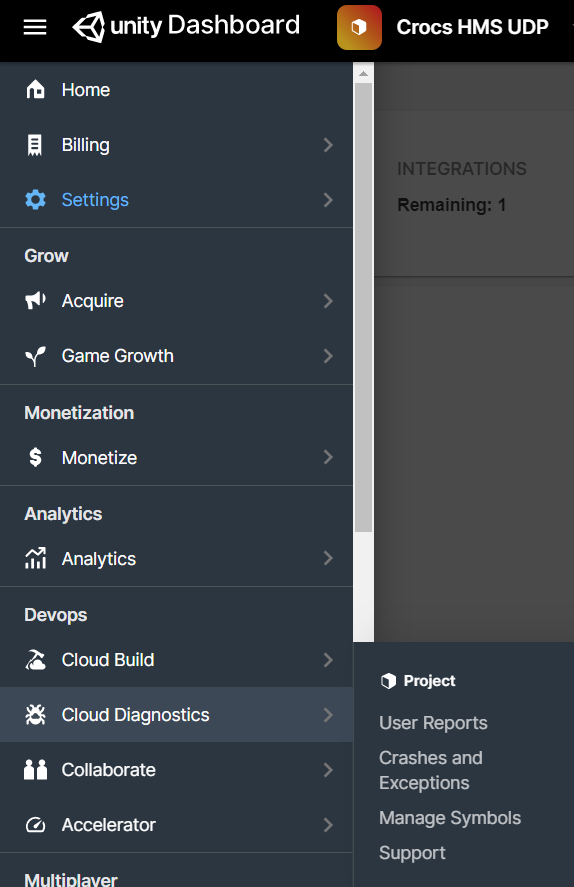 unity Dashboard
Crocs HMS UDP
Home
Billing
Settings
Grow
Acquire
Game Growth
Monetization
Monetize
Analytics
Analytics
Devops
Cloud Build
Cloud Diagnostics
Collaborate
Accelerator
Multiplayer
INTEGRATIONS
Remaining: 1
Project
User Reports
Crashes and
Exceptions
Manage Symbols
Support